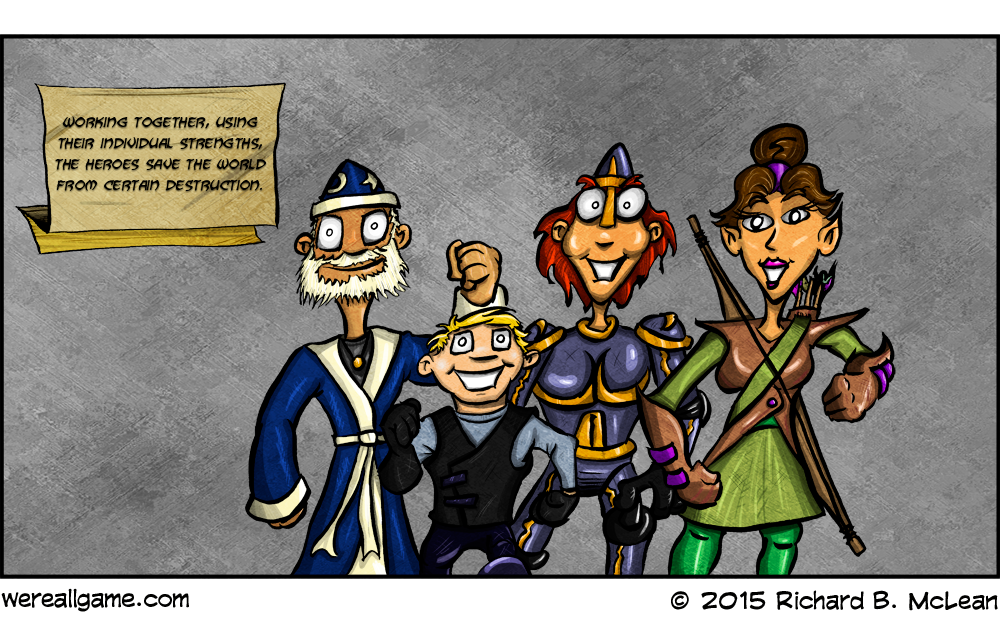 WORKING TOGETHER, USING
THEIR INDIVIDUAL STRENGTHS,
THE HEROES SAVE THE WORLD
FROM CERTAIN DESTRUCTION.
wereallgame.com
© 2015 Richard B. McLean